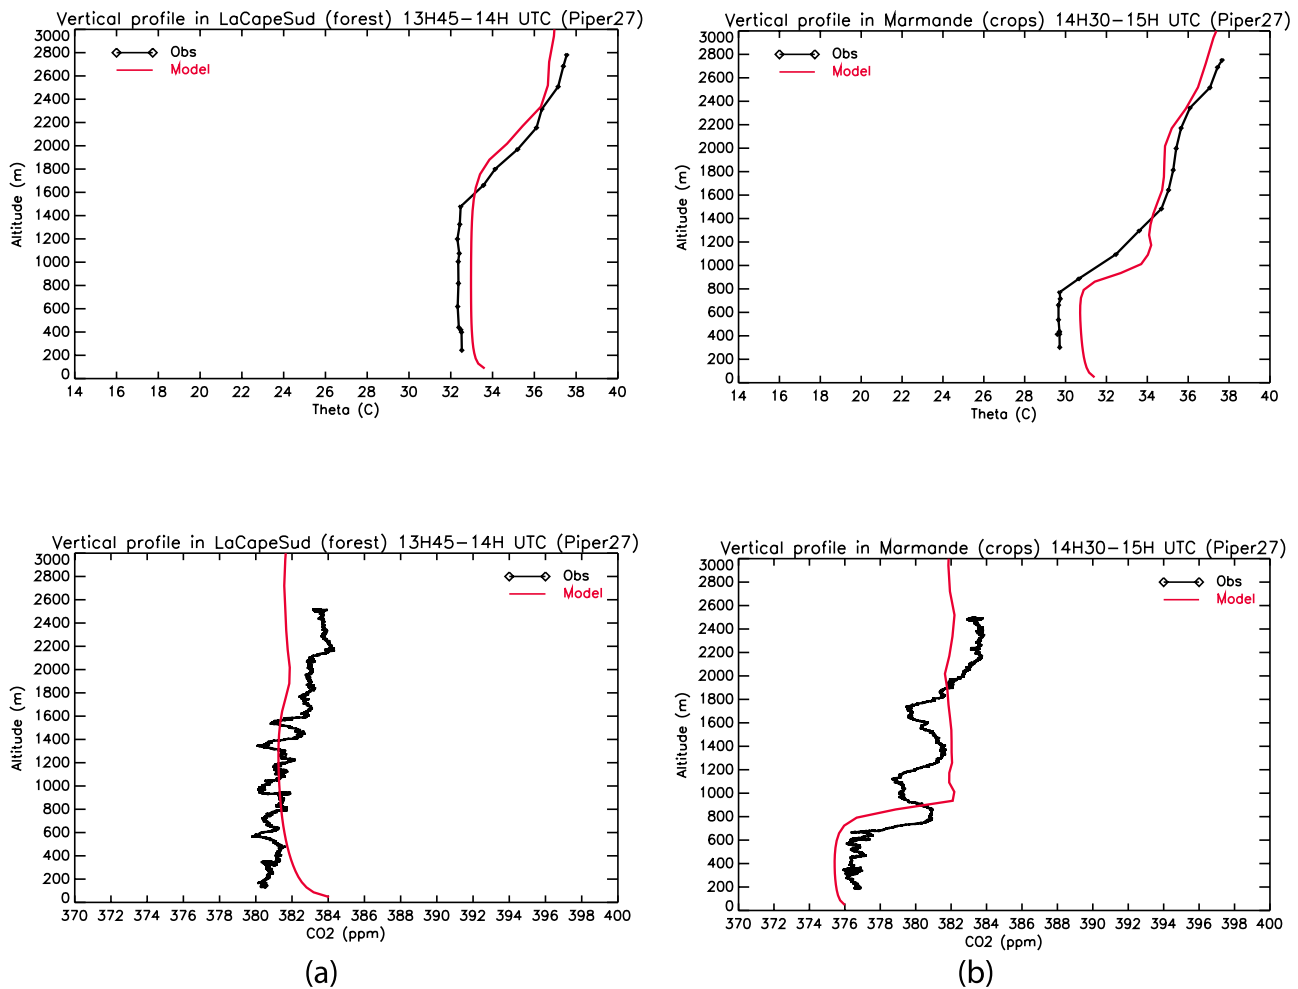 Vertical profile in LaCapeSud (forest) 13H45-14H UTC (Piper27)
3000
2800
2600
2400
2200
2000
1800
1600
1400
1200
1000
800
600
400
200
0
Altitude (m)
Obs
Model
14 16 18 20 22 24 26 28 30 32 34 36 38 40
Theta (C)
Vertical profile in Marmande (crops) 14H30-15H UTC (Piper27)
3000
2800
2600
2400
2200
2000
1800
1600
1400
1200
1000
800
600
400
200
0
Altitude (m)
Obs
Model
14 16 18 20 22 24 26 28 30 32 34 36 38 40
Theta (C)
Vertical profile in LaCapeSud (forest) 13H45-14H UTC (Piper27)
3000
2800
2600
2400
2200
2000
1800
1600
1400
1200
1000
800
600
400
200
0
Altitude (m)
Obs
Model
370 372 374 376 378 380 382 384 386 388 390 392 394 396 398 400
CO2 (ppm)
(a)
Vertical profile in Marmande (crops) 14H30-15H UTC (Piper27)
3000
2800
2600
2400
2200
2000
1800
1600
1400
1200
1000
800
600
400
200
0
Altitude (m)
Obs
Model
370 372 374 376 378 380 382 384 386 388 390 392 394 396 398 400
CO2 (ppm)
(b)